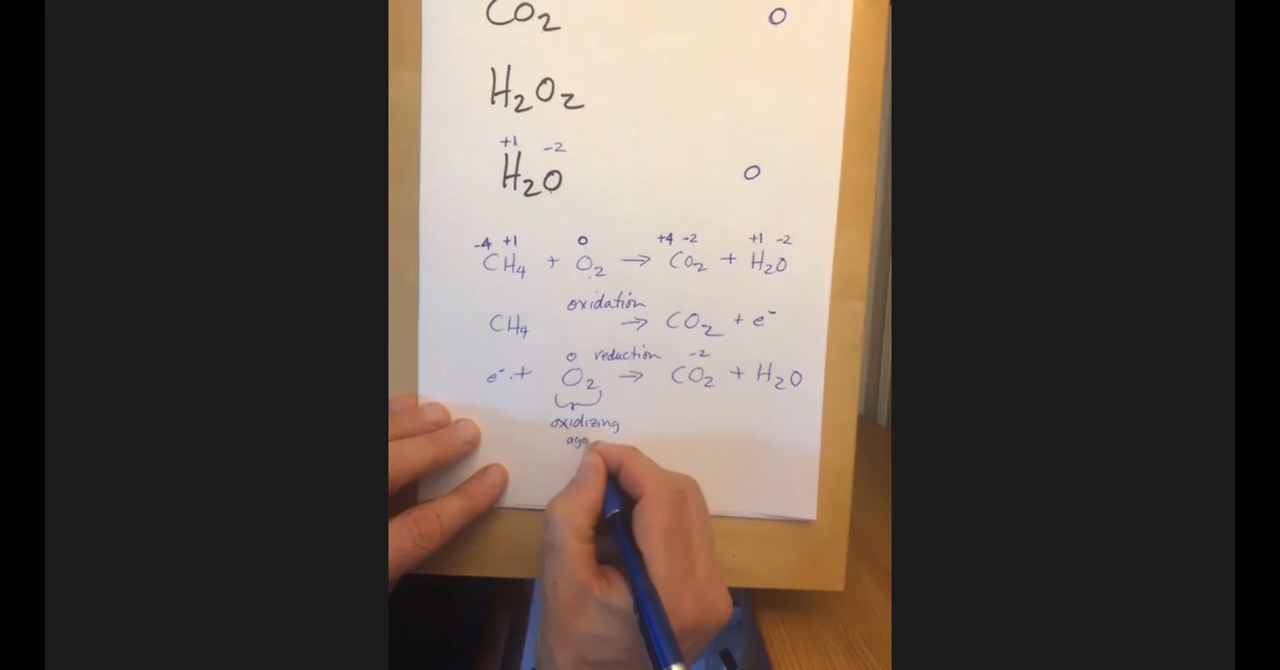 CO2 0
H2O2
+1 -2
H2O 0
-4 +1 0 +4 -2 +1 -2
CH4 + O2 → CO2 + H2O
oxidation
CH4 → CO2 + e-
0 reduction -2
e- + O2 → CO2 + H2O
oxidizing
age